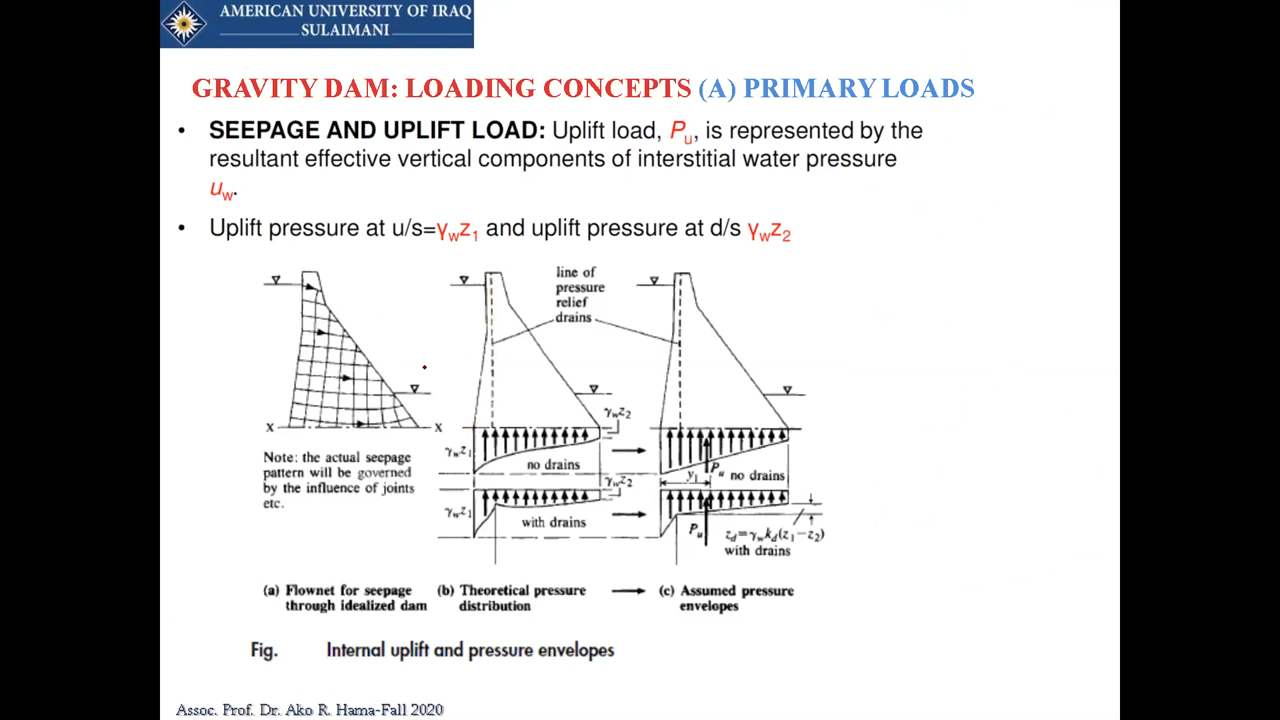 AMERICAN UNIVERSITY OF IRAQ
SULAIMANI
GRAVITY DAM: LOADING CONCEPTS (A) PRIMARY LOADS
• SEEPAGE AND UPLIFT LOAD: Uplift load, Pu, is represented by the
resultant effective vertical components of interstitial water pressure
uw.
• Uplift pressure at u/s=γwz1 and uplift pressure at d/s γwz2
line of
pressure
relief
drains
x x
Note: the actual seepage
pattern will be governed
by the influence of joints
etc.
γwz2
γwz1
no drains
γwz2
γwz1
with drains
Pu
y1
no drains
Pu
zd=γwkd(z1−z2)
with drains
(a) Flownet for seepage
through idealized dam
(b) Theoretical pressure
distribution
(c) Assumed pressure
envelopes
Fig. Internal uplift and pressure envelopes
Assoc. Prof. Dr. Ako R. Hama-Fall 2020